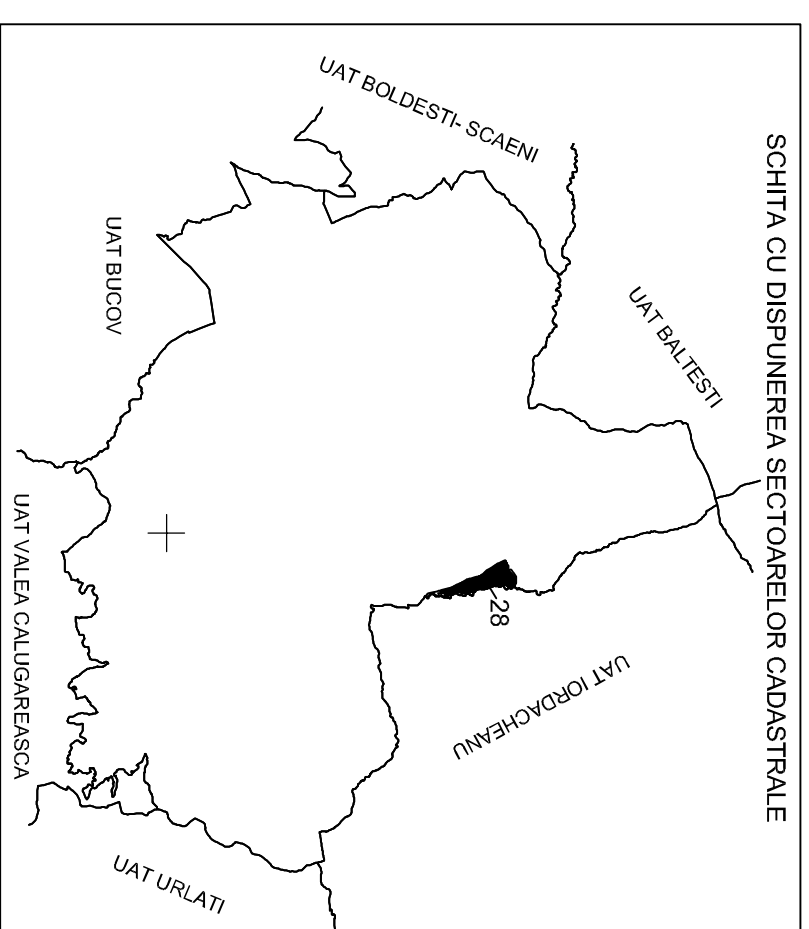 SCHITA CU DISPUNEREA SECTOARELOR CADASTRALE
UAT BALTESTI
UAT BOLDESTI- SCAENI
28
UAT IORDACHEANU
UAT BUCOV
UAT VALEA CALUGAREASCA
UAT URLATI